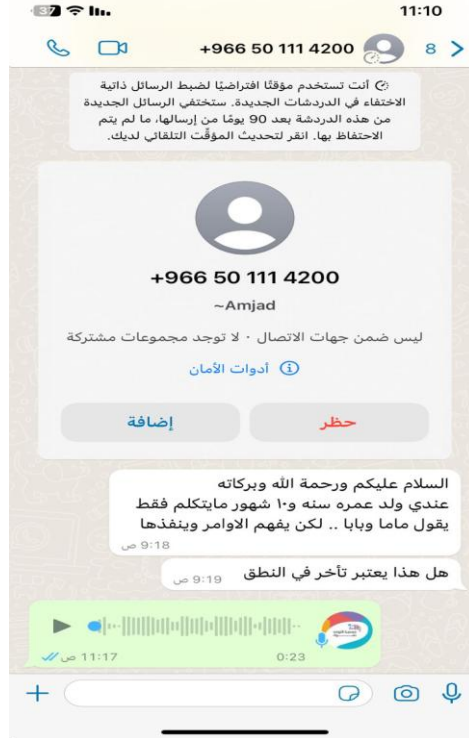 37
11:10
+966 50 111 4200
8
أنت تستخدم مؤقتًا افتراضيًا لضبط الرسائل ذاتية
الاختفاء في الدردشات الجديدة. ستختفي الرسائل الجديدة
من هذه الدردشة بعد 90 يومًا من إرسالها، ما لم يتم
الاحتفاظ بها. انقر لتحديث المؤقَّت التلقائي لديك.
+966 50 111 4200
~Amjad
ليس ضمن جهات الاتصال · لا توجد مجموعات مشتركة
أدوات الأمان
حظر
إضافة
السلام عليكم ورحمة الله وبركاته
عندي ولد عمره سنه و١٠ شهور مايتكلم فقط
يقول ماما وبابا .. لكن يفهم الاوامر وينفذها
9:18 ص
هل هذا يعتبر تأخر في النطق
9:19 ص
0:23
11:17 ص